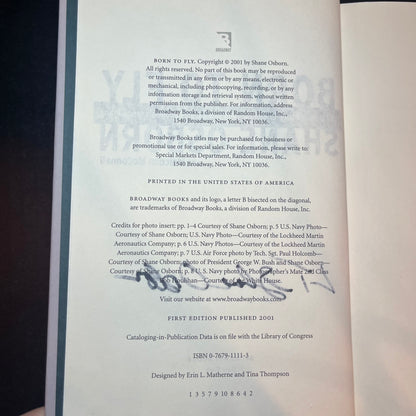 BROADWAY
BORN TO FLY. Copyright © 2001 by Shane Osborn.
All rights reserved. No part of this book may be reproduced
or transmitted in any form or by any means, electronic or
mechanical, including photocopying, recording, or by any
information storage and retrieval system, without written
permission from the publisher. For information, address
Broadway Books, a division of Random House, Inc.,
1540 Broadway, New York, NY 10036.
Broadway Books titles may be purchased for business or
promotional use or for special sales. For information, please write to:
Special Markets Department, Random House, Inc.,
1540 Broadway, New York, NY 10036.
PRINTED IN THE UNITED STATES OF AMERICA
BROADWAY BOOKS and its logo, a letter B bisected on the diagonal,
are trademarks of Broadway Books, a division of Random House, Inc.
Credits for photo insert: pp. 1–4 Courtesy of Shane Osborn; p. 5 U.S. Navy Photo—
Courtesy of Shane Osborn; U.S. Navy Photo—Courtesy of the Lockheed Martin
Aeronautics Company; p. 6 U.S. Navy Photo—Courtesy of the Lockheed Martin
Aeronautics Company; p. 7 U.S. Air Force Photo by Tech. Sgt. Paul Holcomb—
Courtesy of Shane Osborn; photo of President George W. Bush and Shane Osborn
Courtesy of Shane Osborn; p. 8 U.S. Navy photo by Photographer's Mate 2nd Class
Houlihan—Courtesy of the White House.
Visit our website at www.broadwaybooks.com
FIRST EDITION PUBLISHED 2001
Cataloging-in-Publication Data is on file with the Library of Congress
ISBN 0-7679-1111-3
Designed by Erin L. Matherne and Tina Thompson
1 3 5 7 9 10 8 6 4 2